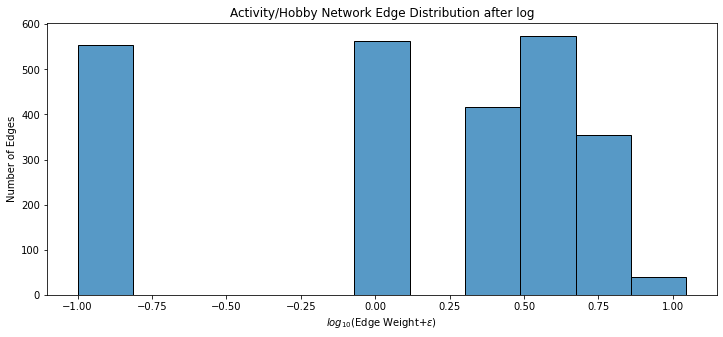 Activity/Hobby Network Edge Distribution after log
Number of Edges
600
500
400
300
200
100
0
−1.00 −0.75 −0.50 −0.25 0.00 0.25 0.50 0.75 1.00
log₁₀(Edge Weight+ε)